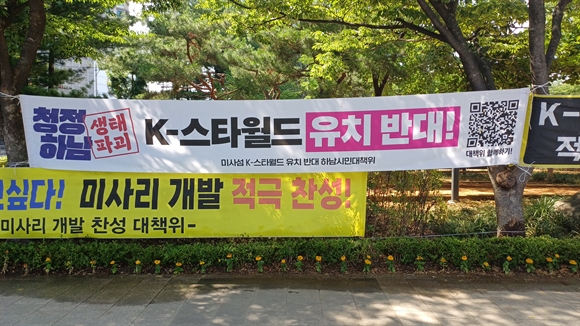 청정
하남
생태
파괴
K-스타월드 유치 반대!
미사섬 K-스타월드 유치 반대 하남시민대책위
대책위 함께하기!
싶다! 미사리 개발 적극 찬성!
미사리 개발 찬성 대책위-
K-
적